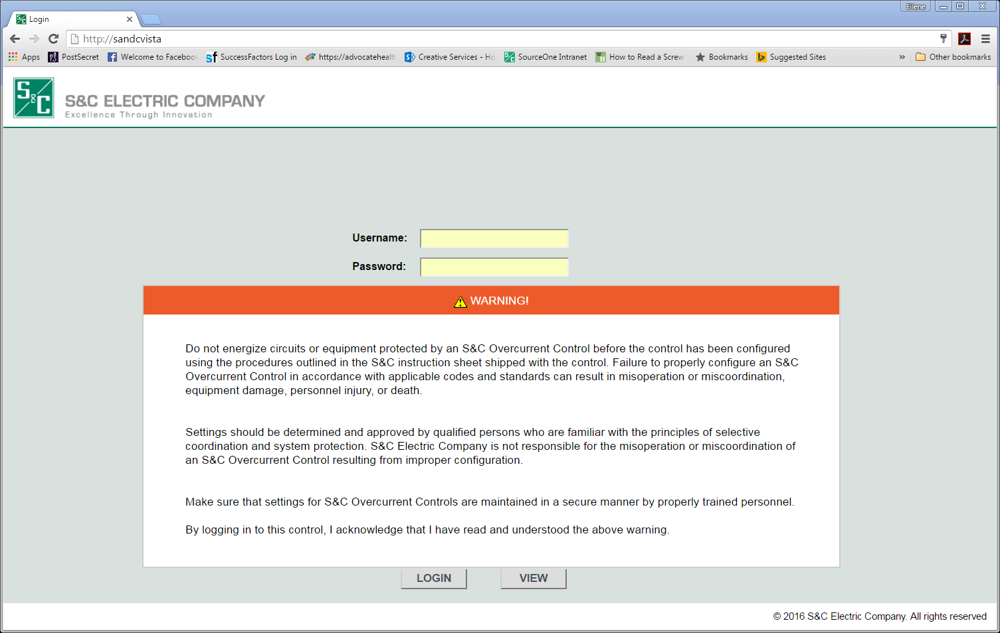 Eilene
Login
http://sandcvista
Apps PostSecret Welcome to Facebook SuccessFactors Log in https://advocatehealt Creative Services - Ho SourceOne Intranet How to Read a Screw Bookmarks Suggested Sites » Other bookmarks
S&C
S&C ELECTRIC COMPANY
Excellence Through Innovation
Username:
Password:
WARNING!
Do not energize circuits or equipment protected by an S&C Overcurrent Control before the control has been configured
using the procedures outlined in the S&C instruction sheet shipped with the control. Failure to properly configure an S&C
Overcurrent Control in accordance with applicable codes and standards can result in misoperation or miscoordination,
equipment damage, personnel injury, or death.
Settings should be determined and approved by qualified persons who are familiar with the principles of selective
coordination and system protection. S&C Electric Company is not responsible for the misoperation or miscoordination of
an S&C Overcurrent Control resulting from improper configuration.
Make sure that settings for S&C Overcurrent Controls are maintained in a secure manner by properly trained personnel.
By logging in to this control, I acknowledge that I have read and understood the above warning.
LOGIN VIEW
© 2016 S&C Electric Company. All rights reserved